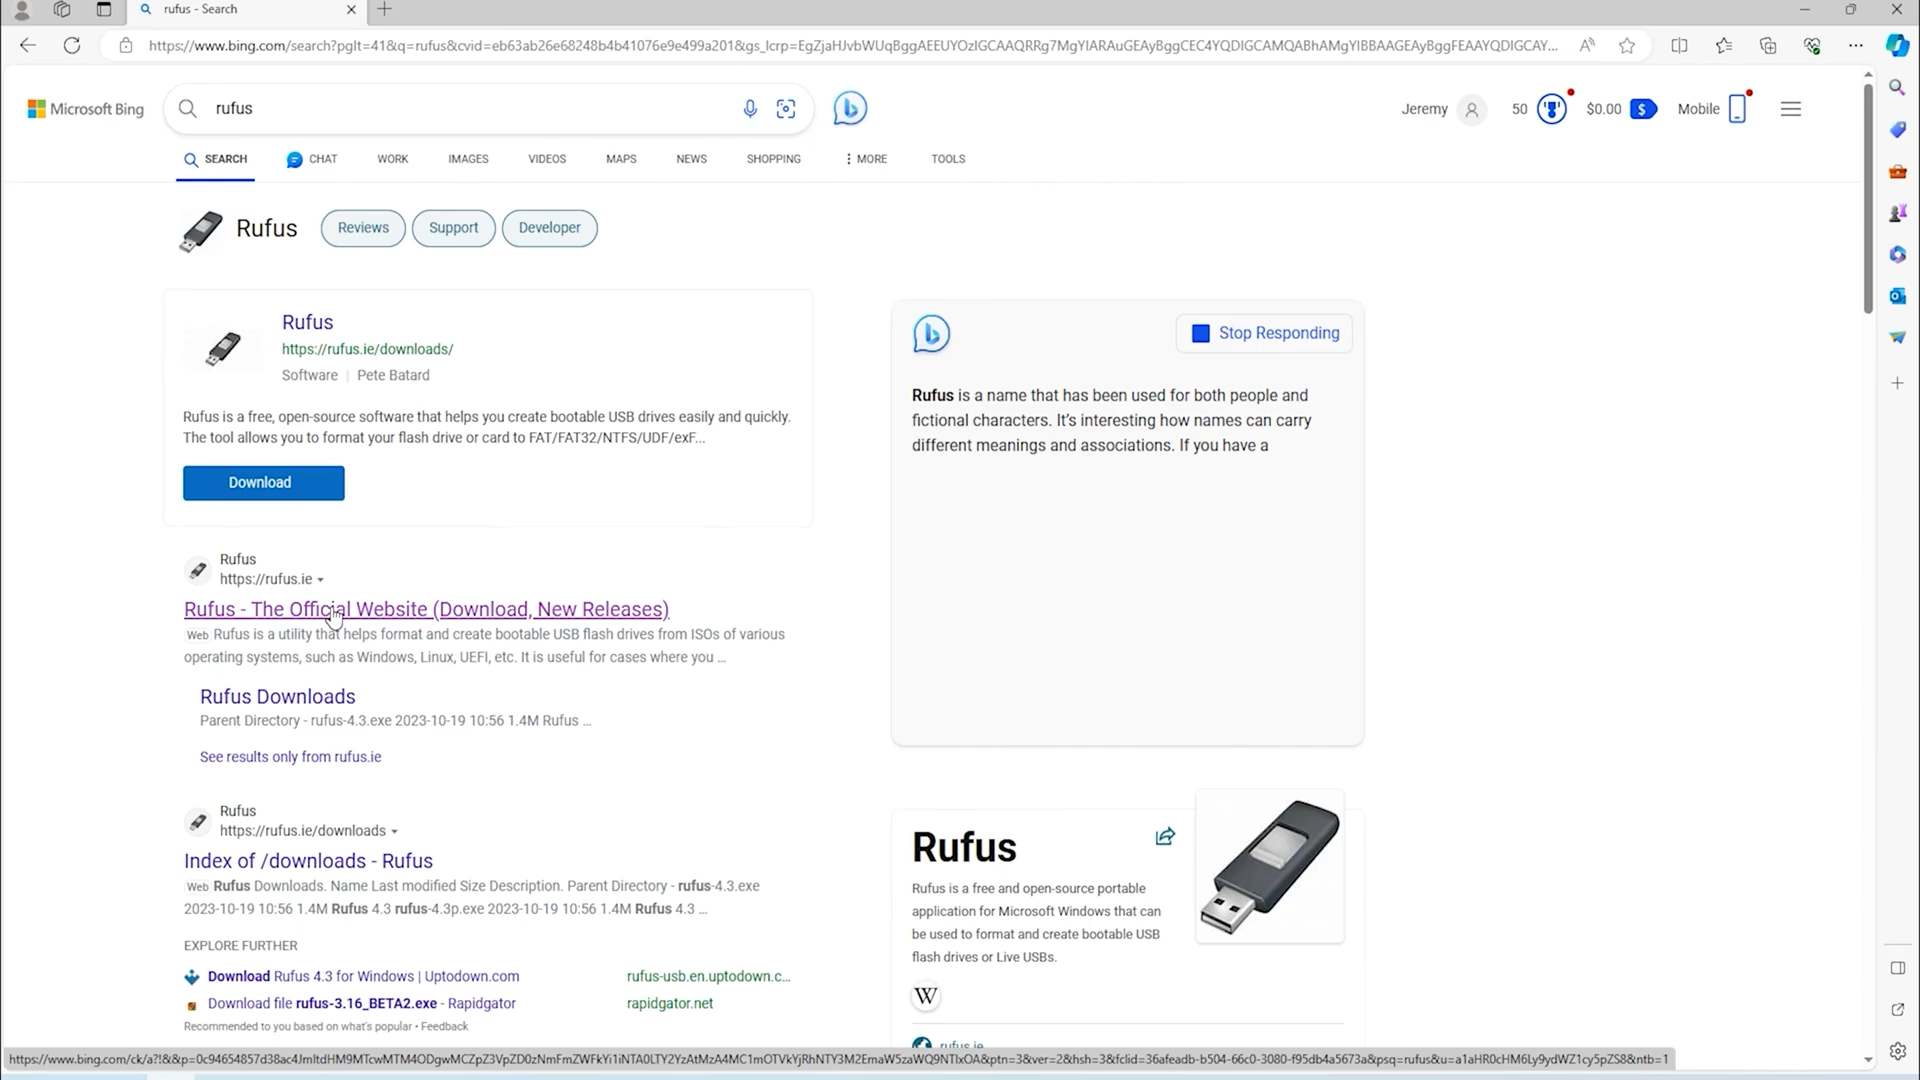 rufus - Search
https://www.bing.com/search?pglt=41&q=rufus&cvid=eb63ab26e68248b4b41076e9e499a201&gs_lcrp=EgZjaHJvbWUqBggAEEUYOzIGCAAQRRg7MgYIARAuGEAyBggCEC4YQDIGCAMQABhAMgYIBBAAGEAyBggFEAAYQDIGCAY...
Microsoft Bing
rufus
Jeremy 50 $0.00 Mobile
SEARCH CHAT WORK IMAGES VIDEOS MAPS NEWS SHOPPING MORE TOOLS
Rufus Reviews Support Developer
Rufus
https://rufus.ie/downloads/
Software | Pete Batard
Rufus is a free, open-source software that helps you create bootable USB drives easily and quickly.
The tool allows you to format your flash drive or card to FAT/FAT32/NTFS/UDF/exF...
Download
Rufus
https://rufus.ie
Rufus - The Official Website (Download, New Releases)
Web Rufus is a utility that helps format and create bootable USB flash drives from ISOs of various
operating systems, such as Windows, Linux, UEFI, etc. It is useful for cases where you ...
Rufus Downloads
Parent Directory - rufus-4.3.exe 2023-10-19 10:56 1.4M Rufus ...
See results only from rufus.ie
Rufus
https://rufus.ie/downloads
Index of /downloads - Rufus
Web Rufus Downloads. Name Last modified Size Description. Parent Directory - rufus-4.3.exe
2023-10-19 10:56 1.4M Rufus 4.3 rufus-4.3p.exe 2023-10-19 10:56 1.4M Rufus 4.3 ...
EXPLORE FURTHER
Download Rufus 4.3 for Windows | Uptodown.com rufus-usb.en.uptodown.c...
Download file rufus-3.16_BETA2.exe - Rapidgator rapidgator.net
Recommended to you based on what's popular • Feedback
Stop Responding
Rufus is a name that has been used for both people and
fictional characters. It's interesting how names can carry
different meanings and associations. If you have a
Rufus
Rufus is a free and open-source portable
application for Microsoft Windows that can
be used to format and create bootable USB
flash drives or Live USBs.
W
rufus.ie